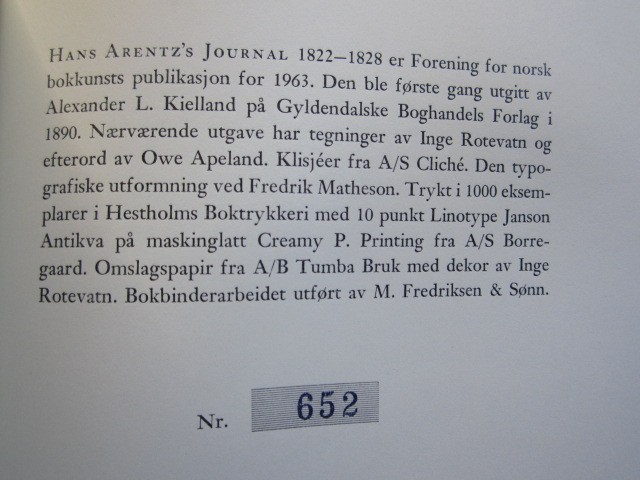 HANS ARENTZ'S JOURNAL 1822–1828 er Forening for norsk
bokkunsts publikasjon for 1963. Den ble første gang utgitt av
Alexander L. Kielland på Gyldendalske Boghandels Forlag i
1890. Nærværende utgave har tegninger av Inge Rotevatn og
efterord av Owe Apeland. Klisjéer fra A/S Cliché. Den typo-
grafiske utformning ved Fredrik Matheson. Trykt i 1000 eksem-
plarer i Hestholms Boktrykkeri med 10 punkt Linotype Janson
Antikva på maskinglatt Creamy P. Printing fra A/S Borre-
gaard. Omslagspapir fra A/B Tumba Bruk med dekor av Inge
Rotevatn. Bokbinderarbeidet utført av M. Fredriksen & Sønn.
Nr. 652